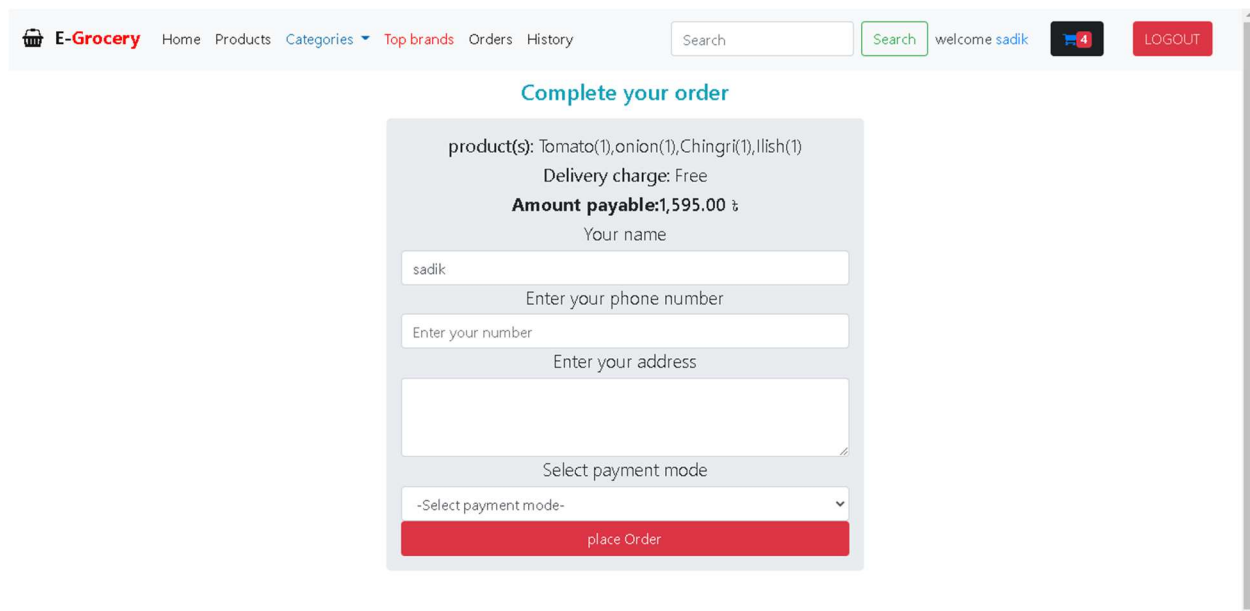 E-Grocery Home Products Categories Top brands Orders History Search Search welcome sadik 4 LOGOUT
Complete your order
product(s): Tomato(1),onion(1),Chingri(1),Ilish(1)
Delivery charge: Free
Amount payable:1,595.00 ৳
Your name
sadik
Enter your phone number
Enter your number
Enter your address
Select payment mode
-Select payment mode-
place Order